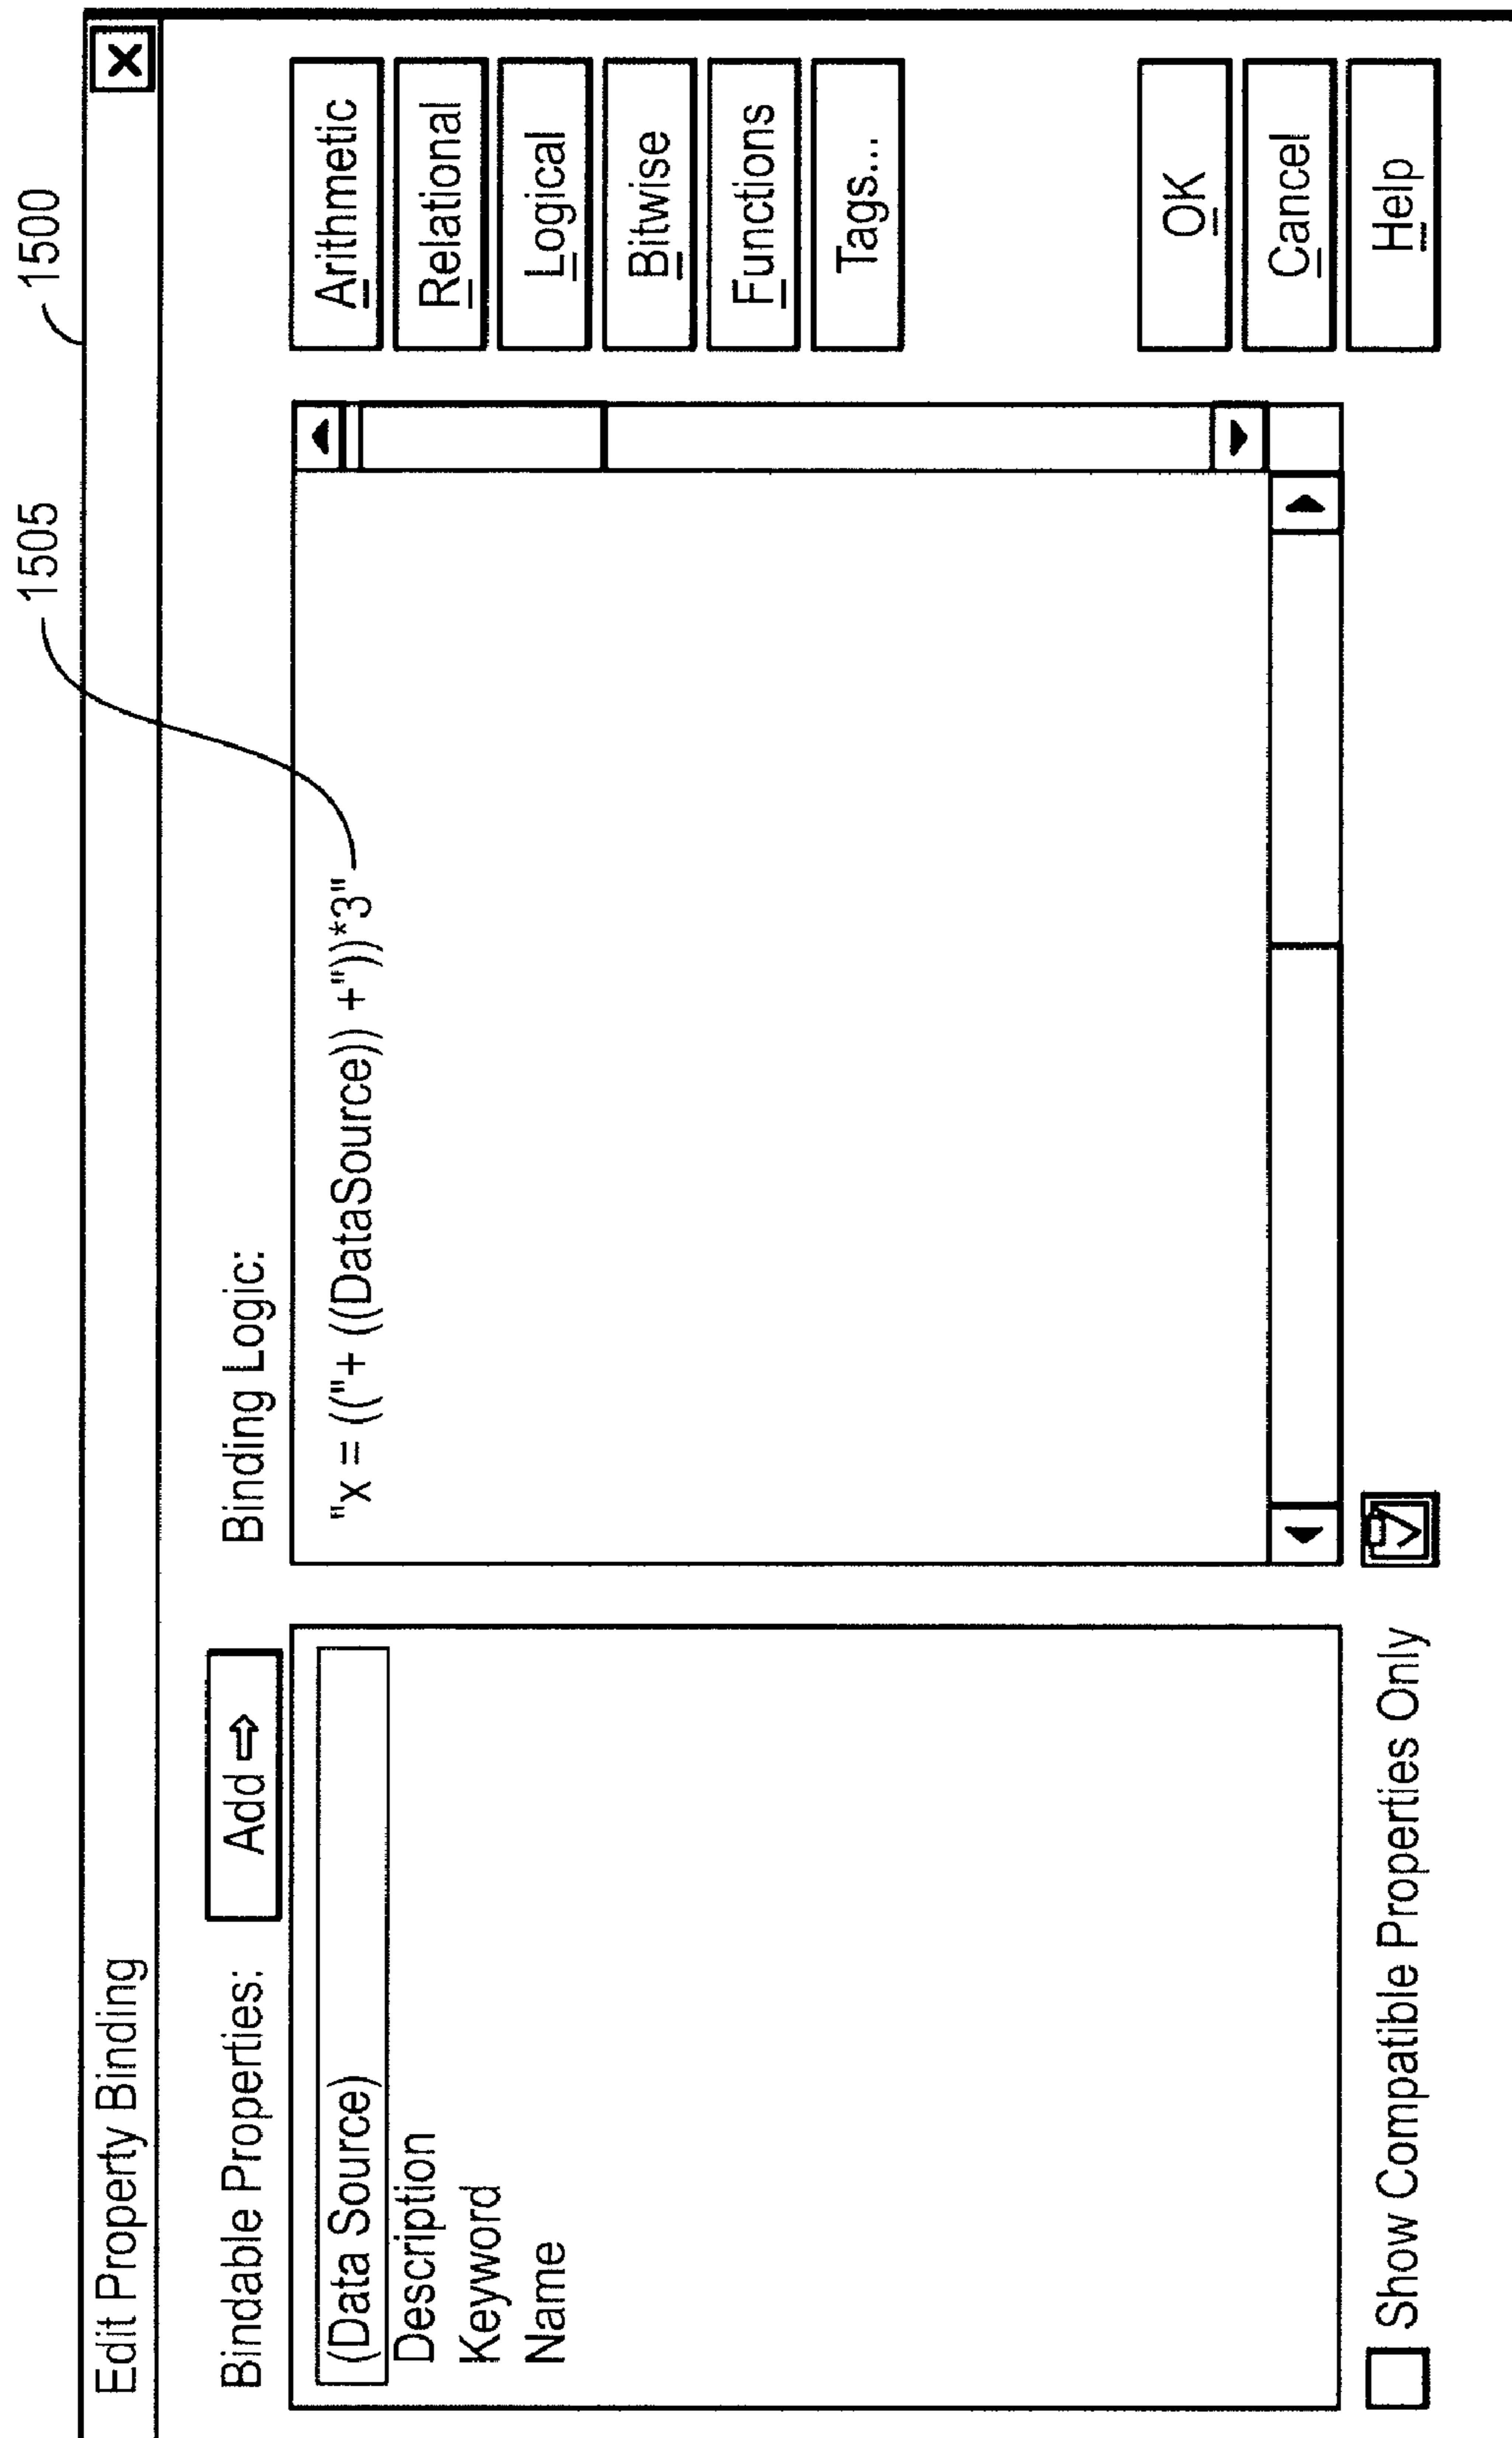 1500
1505
Edit Property Binding
X
Bindable Properties:
Add ⇨
Binding Logic:
(Data Source)
Description
Keyword
Name
"x = (("+ ((DataSource)) +"))*3"
Arithmetic
Relational
Logical
Bitwise
Functions
Tags...
OK
Cancel
Help
Show Compatible Properties Only